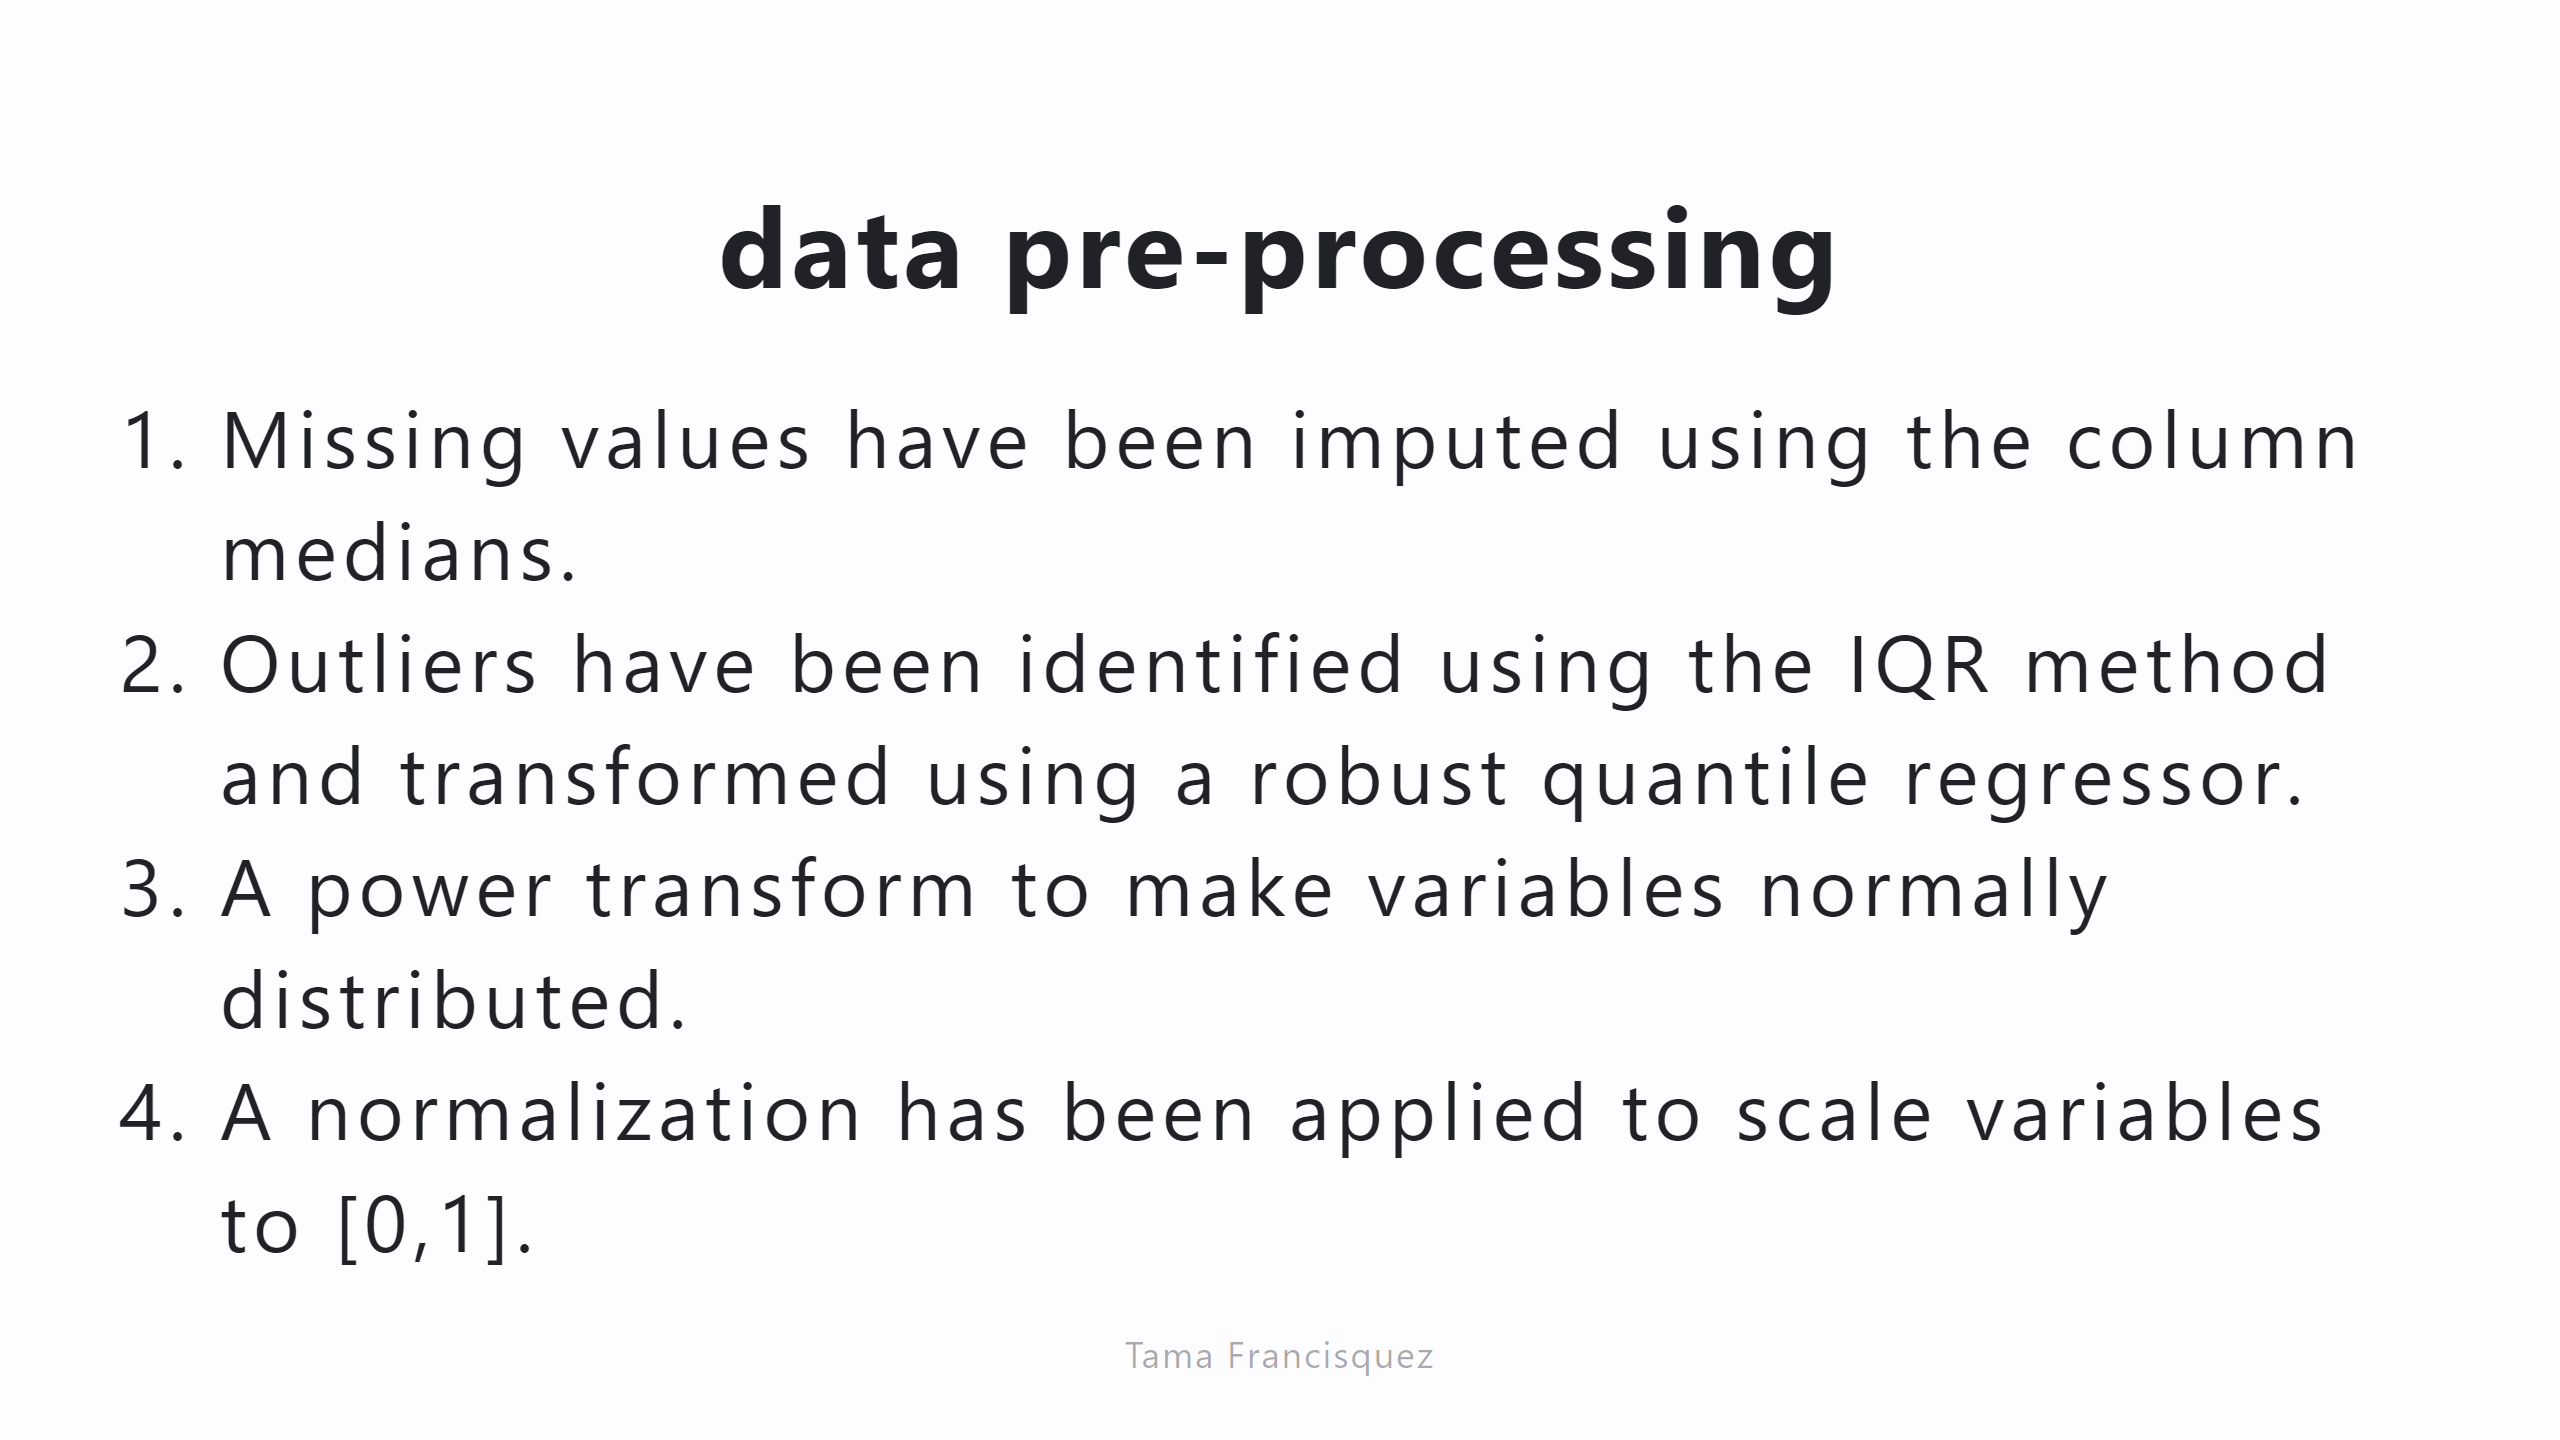 data pre-processing
1. Missing values have been imputed using the column
medians.
2. Outliers have been identified using the IQR method
and transformed using a robust quantile regressor.
3. A power transform to make variables normally
distributed.
4. A normalization has been applied to scale variables
to [0,1].
Tama Francisquez